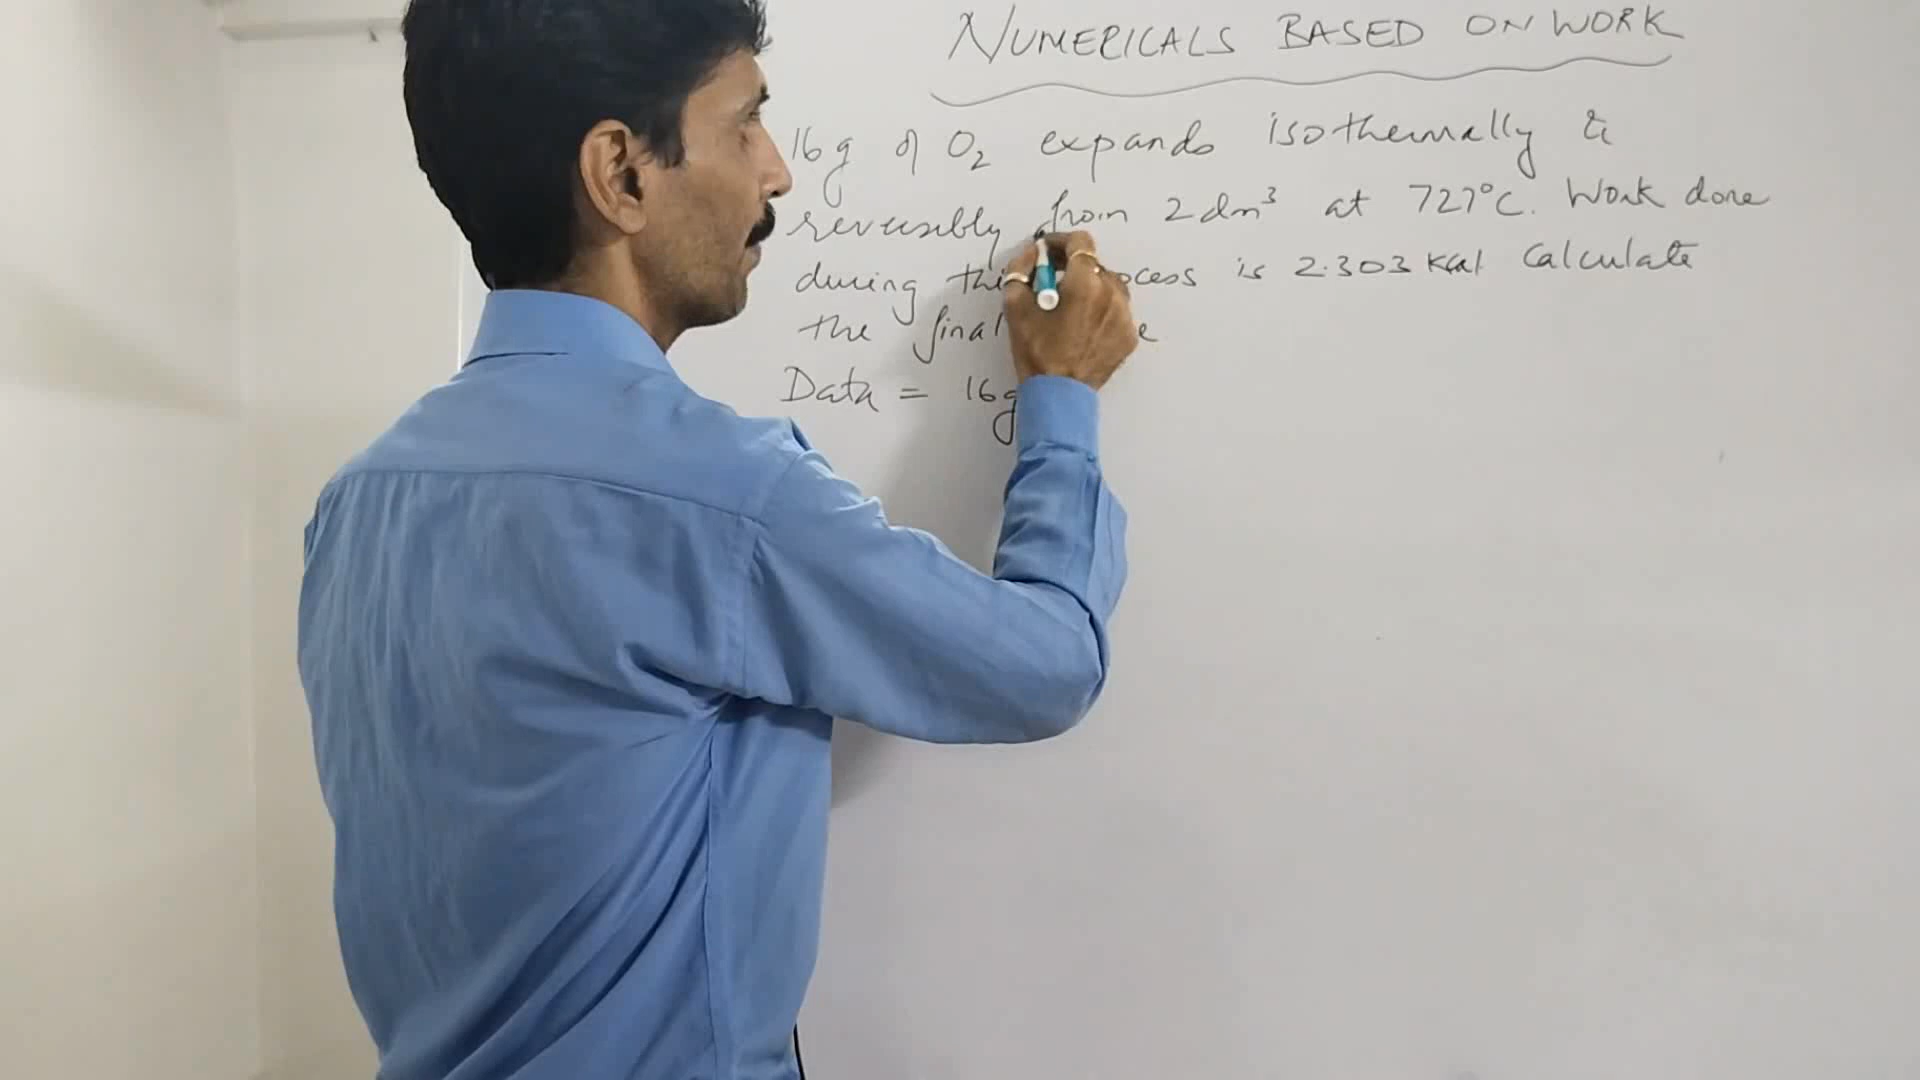 NUMERICALS BASED ON WORK
16g of O2 expands isothermally &
reversibly from 2dm³ at 727°C. Work done
during this is 2.303 kcal Calculate
the final
Data = 16g